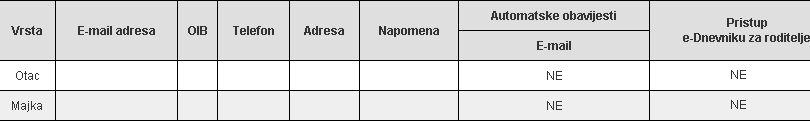 Vrsta E-mail adresa OIB Telefon Adresa Napomena Automatske obavijesti Pristup
E-mail e-Dnevniku za roditelje
Otac NE NE
Majka NE NE